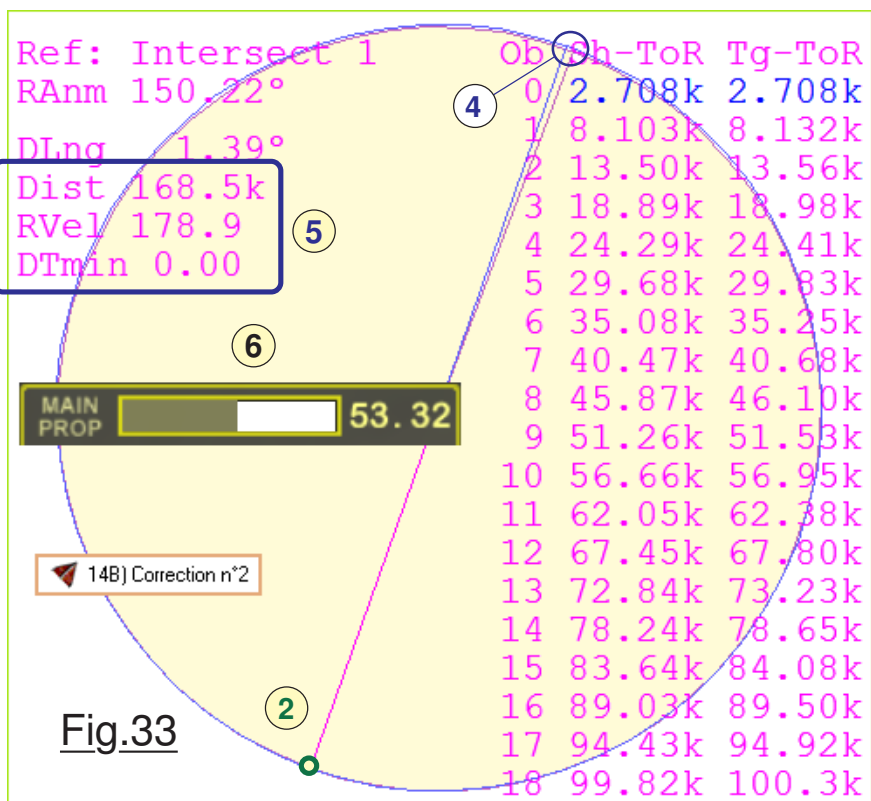 Ref: Intersect 1
RAnm 150.22°
DLng 1.39°
Dist 168.5k
RVel 178.9
DTmin 0.00
5
6
MAIN
PROP
53.32
14B) Correction n°2
2
Fig.33
4
Ob Sh-ToR Tg-ToR
0 2.708k 2.708k
1 8.103k 8.132k
2 13.50k 13.56k
3 18.89k 18.98k
4 24.29k 24.41k
5 29.68k 29.83k
6 35.08k 35.25k
7 40.47k 40.68k
8 45.87k 46.10k
9 51.26k 51.53k
10 56.66k 56.95k
11 62.05k 62.38k
12 67.45k 67.80k
13 72.84k 73.23k
14 78.24k 78.65k
15 83.64k 84.08k
16 89.03k 89.50k
17 94.43k 94.92k
18 99.82k 100.3k